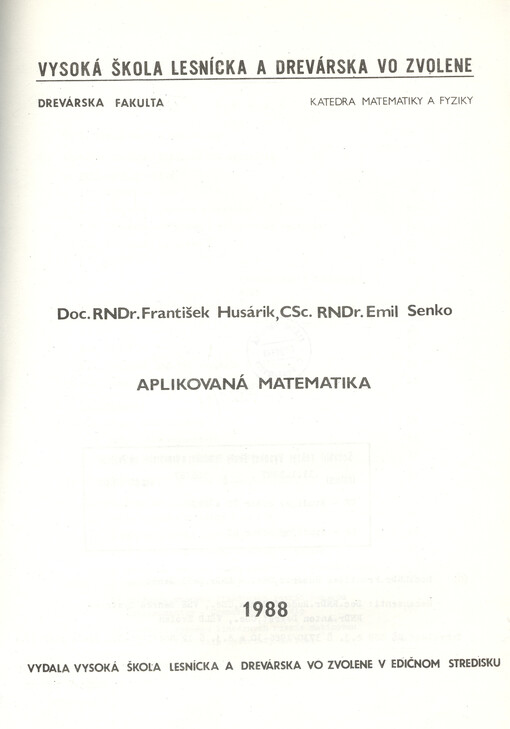 VYSOKÁ ŠKOLA LESNÍCKA A DREVÁRSKA VO ZVOLENE
DREVÁRSKA FAKULTA KATEDRA MATEMATIKY A FYZIKY
Doc. RNDr. František Husárik, CSc. RNDr. Emil Senko
APLIKOVANÁ MATEMATIKA
1988
VYDALA VYSOKÁ ŠKOLA LESNÍCKA A DREVÁRSKA VO ZVOLENE V EDIČNOM STREDISKU